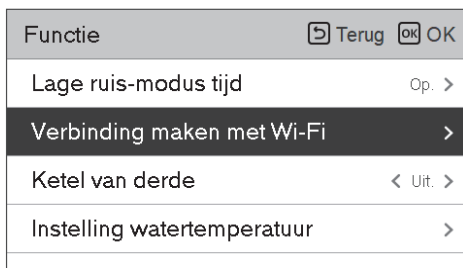 Functie Terug OK OK
Lage ruis-modus tijd Op. >
Verbinding maken met Wi-Fi >
Ketel van derde < Uit. >
Instelling watertemperatuur >